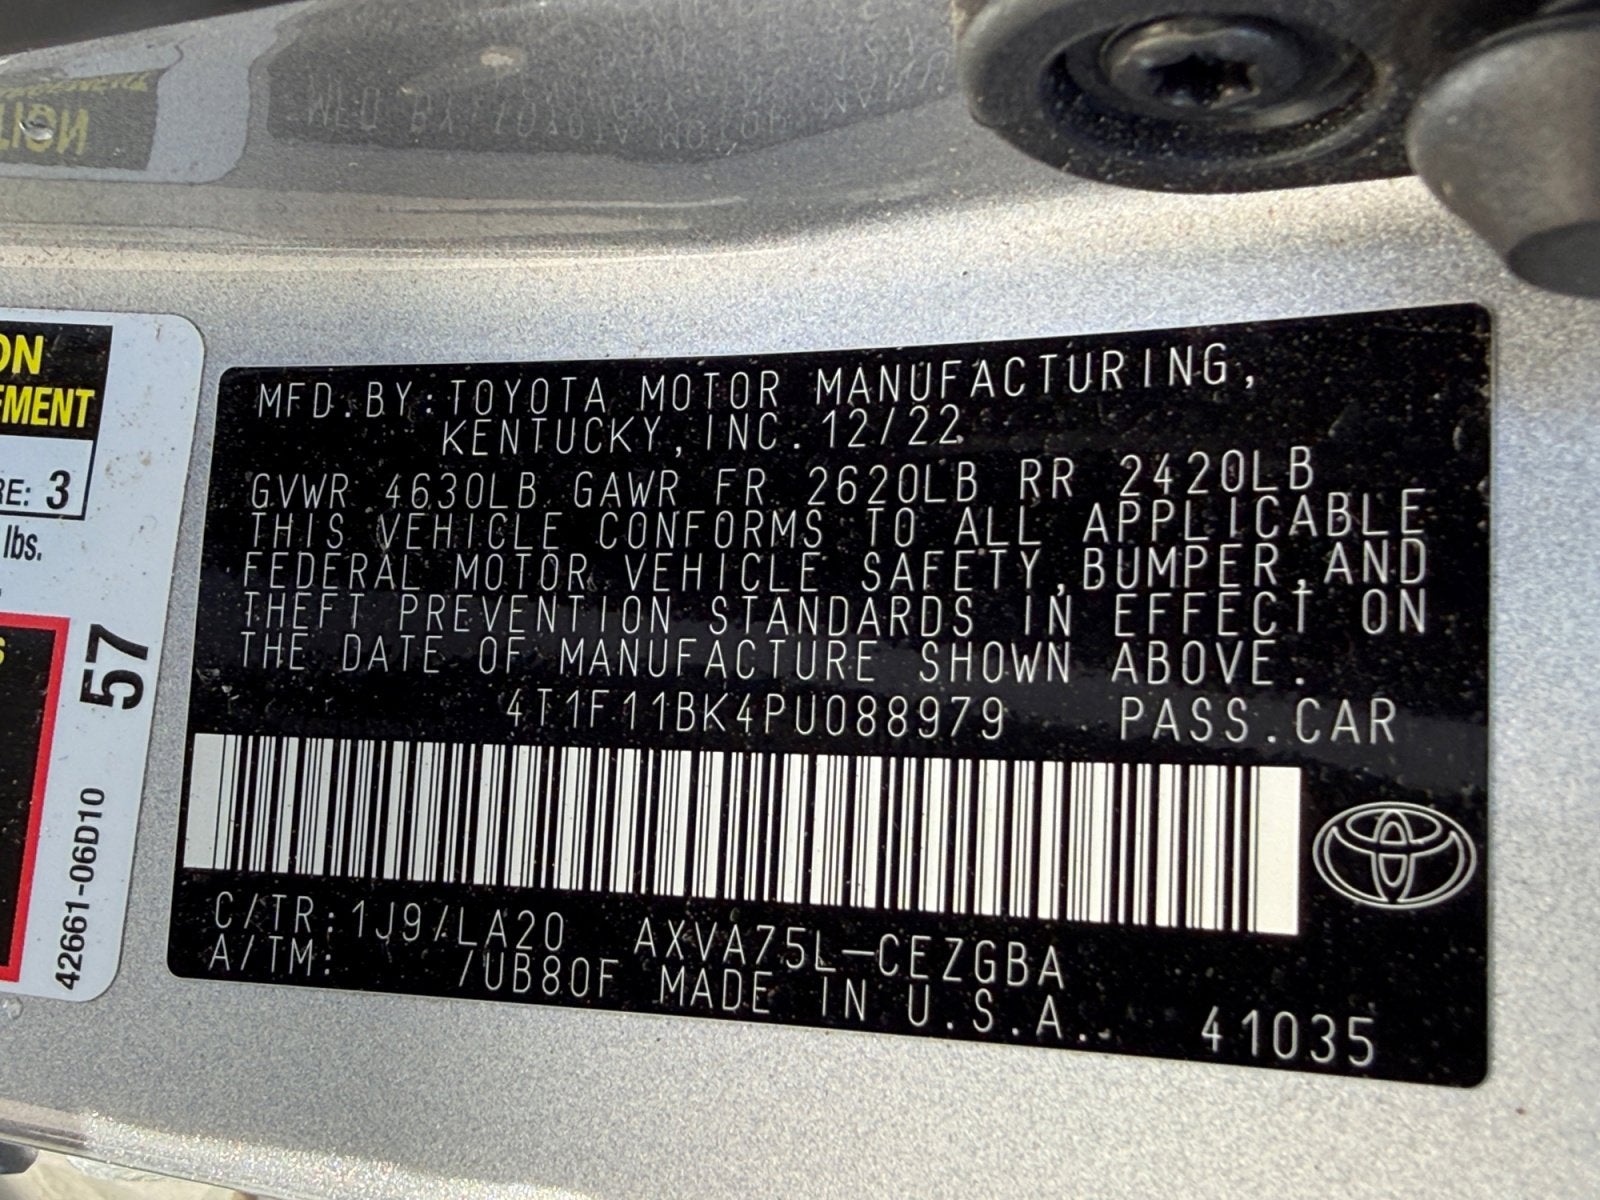 MFD.BY:TOYOTA MOTOR MANUFACTURING,
KENTUCKY, INC. 12/22
GVWR 4630LB GAWR FR 2620LB RR 2420LB
THIS VEHICLE CONFORMS TO ALL APPLICABLE
FEDERAL MOTOR VEHICLE SAFETY, BUMPER, AND
THEFT PREVENTION STANDARDS IN EFFECT ON
THE DATE OF MANUFACTURE SHOWN ABOVE.
4T1F11BK4PU088979 PASS.CAR
C/TR:1J9/LA20 AXVA75L-CEZGBA
A/TM: /UB80F MADE IN U.S.A.
41035
ON
EMENT
RE: 3
lbs.
S
57
42661-06D10